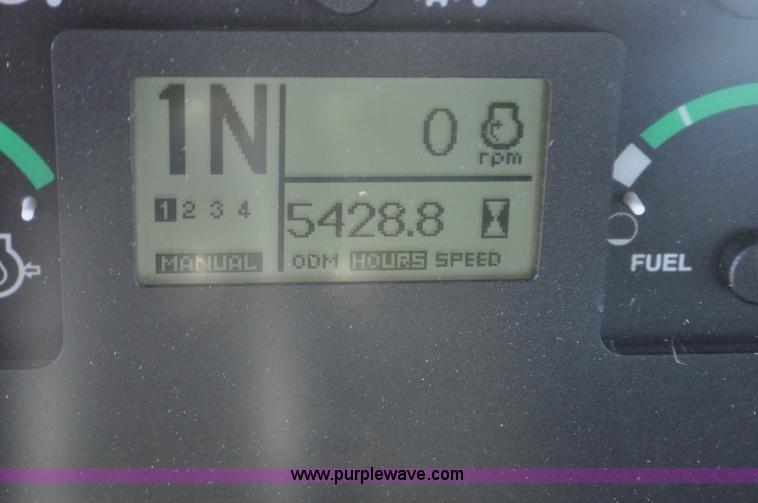 1N
0
rpm
1 2 3 4
5428.8
MANUAL
ODM HOURS SPEED
FUEL
www.purplewave.com